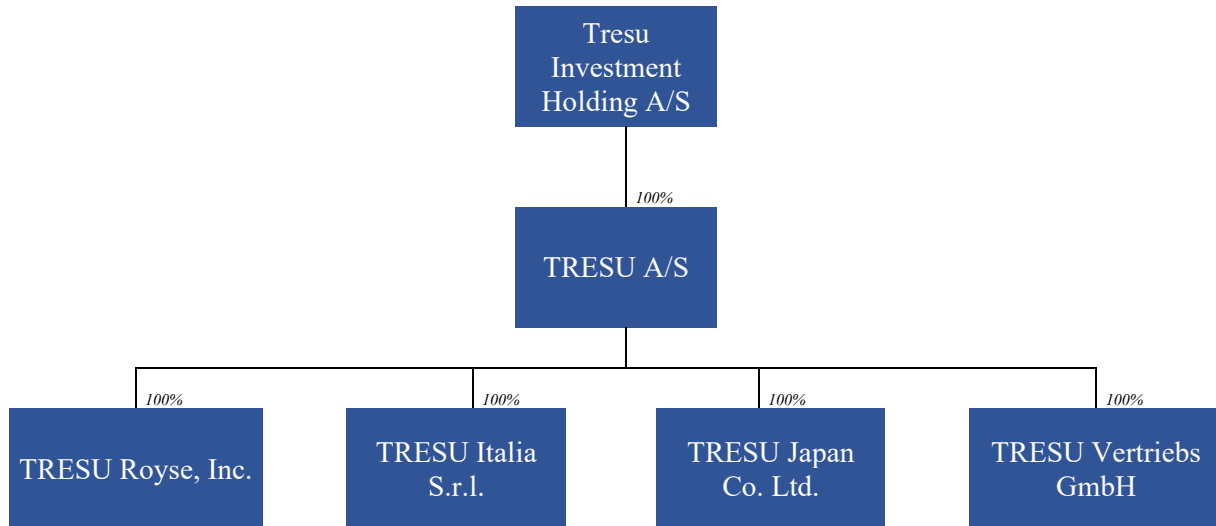 Tresu
Investment
Holding A/S
100%
TRESU A/S
100%
100%
100%
100%
TRESU Royse, Inc.
TRESU Italia
S.r.l.
TRESU Japan
Co. Ltd.
TRESU Vertriebs
GmbH